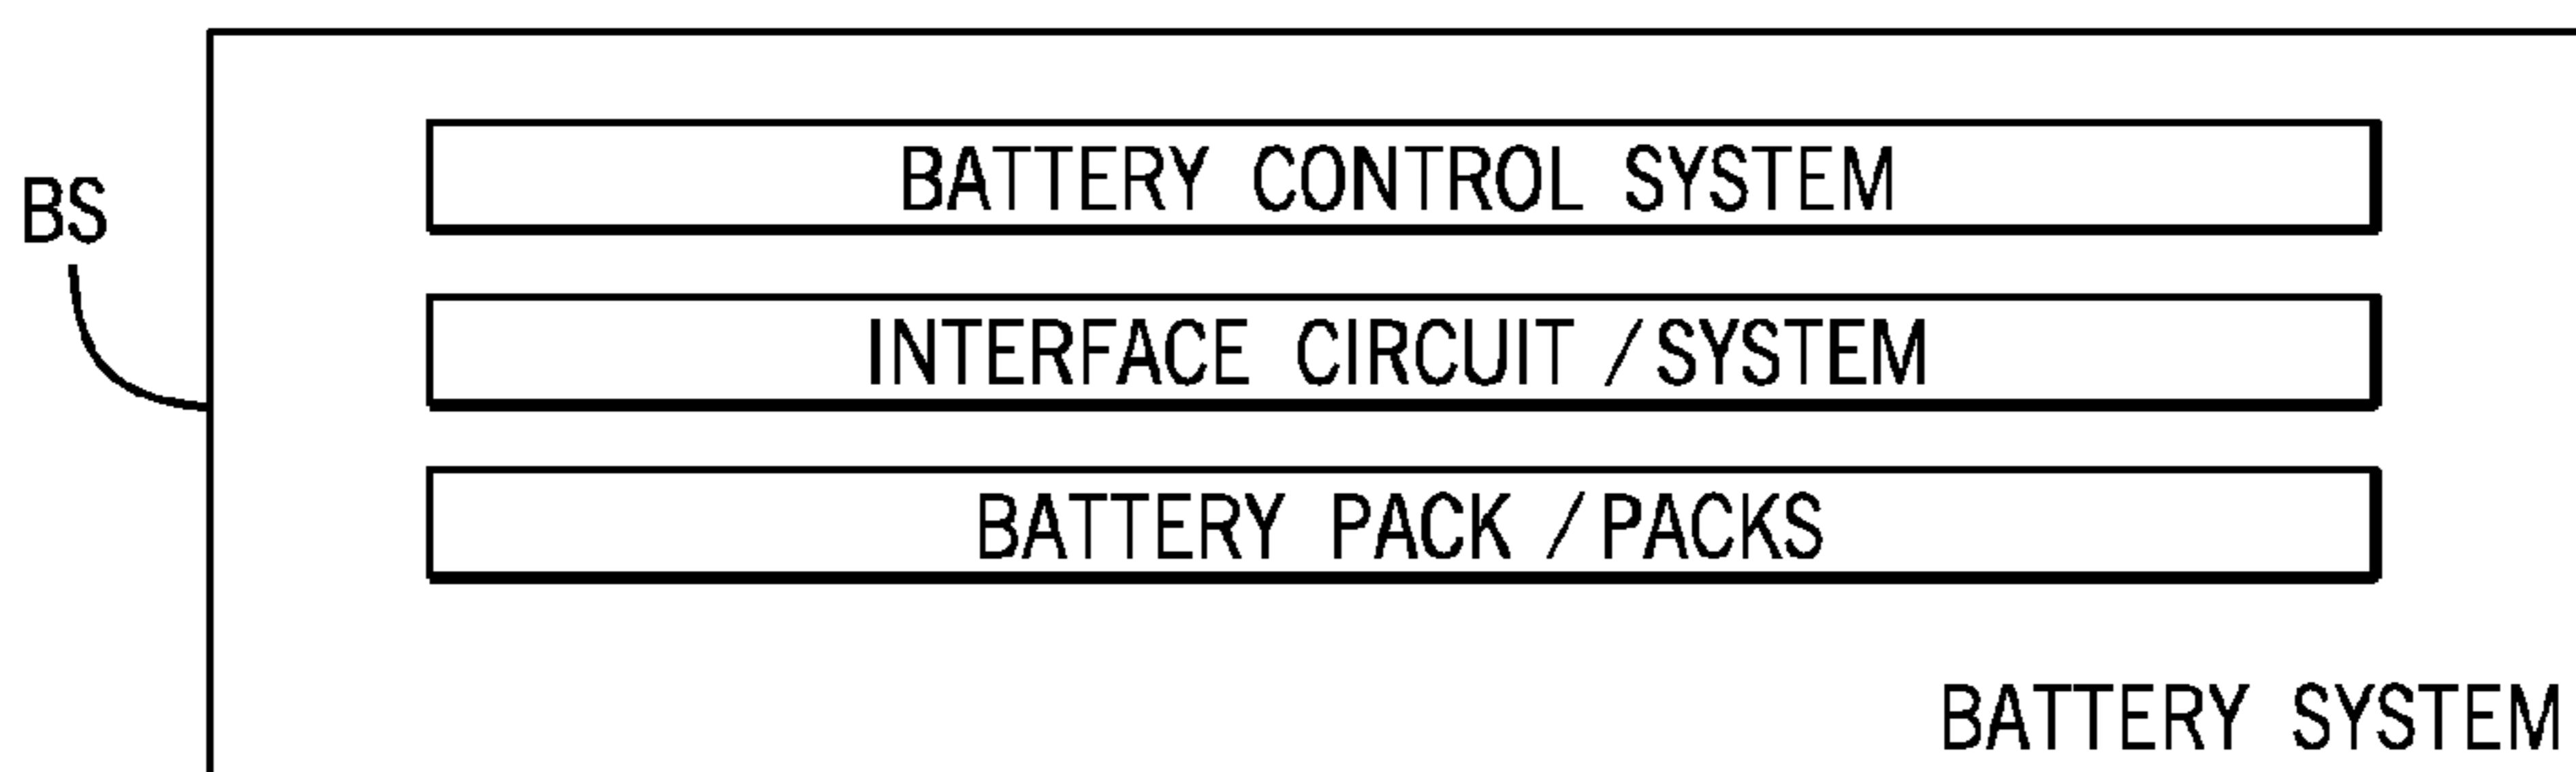 BATTERY CONTROL SYSTEM
BS
INTERFACE CIRCUIT / SYSTEM
BATTERY PACK / PACKS
BATTERY SYSTEM